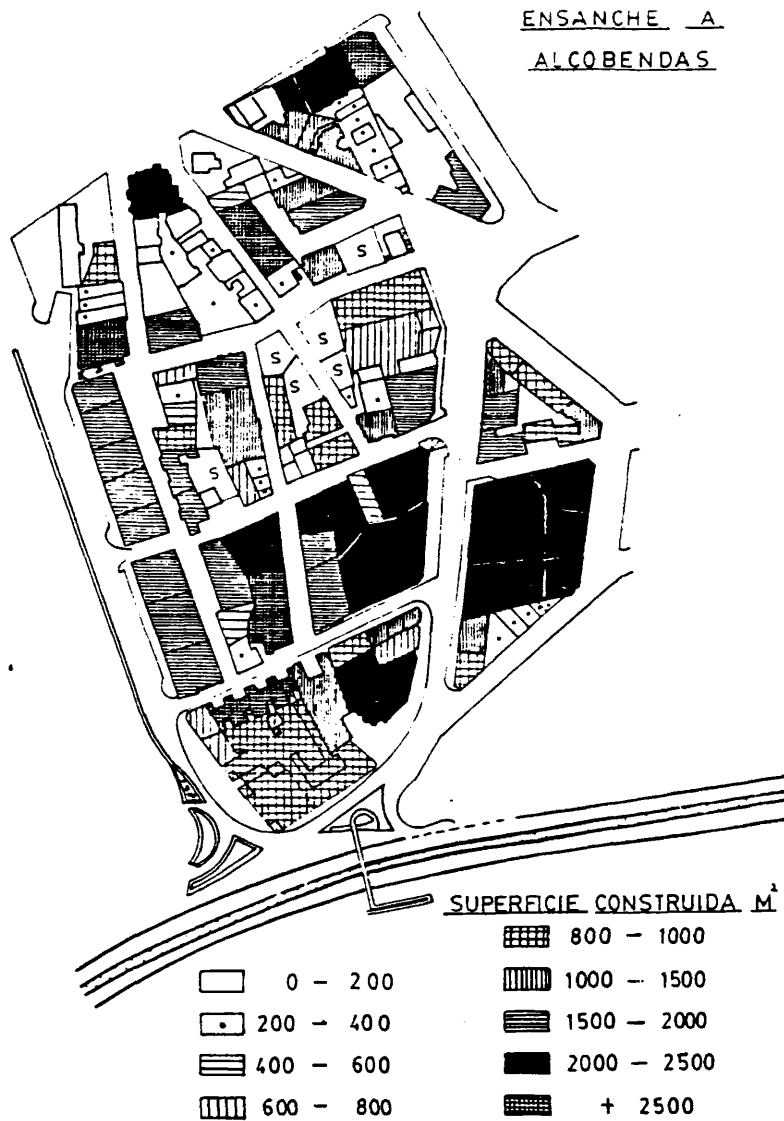 ENSANCHE A
ALCOBENDAS
S
S
S
S
S
S
SUPERFICIE CONSTRUIDA M²
0 - 200
200 - 400
400 - 600
600 - 800
800 - 1000
1000 - 1500
1500 - 2000
2000 - 2500
+ 2500